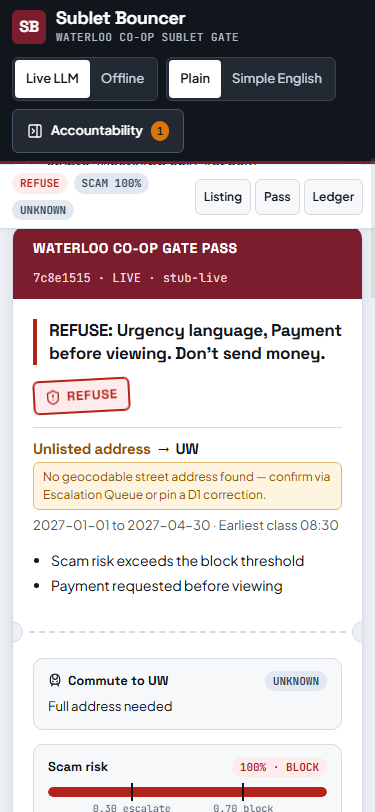 SB
Sublet Bouncer
WATERLOO CO-OP SUBLET GATE
Live LLM
Offline
Plain
Simple English
Accountability
1
REFUSE
SCAM 100%
UNKNOWN
Listing
Pass
Ledger
WATERLOO CO-OP GATE PASS
7c8e1515 · LIVE · stub-live
REFUSE: Urgency language, Payment
before viewing. Don't send money.
REFUSE
Unlisted address → UW
No geocodable street address found — confirm via
Escalation Queue or pin a D1 correction.
2027-01-01 to 2027-04-30 · Earliest class 08:30
• Scam risk exceeds the block threshold
• Payment requested before viewing
Commute to UW
UNKNOWN
Full address needed
Scam risk
100% · BLOCK
0.30 escalate
0.70 block